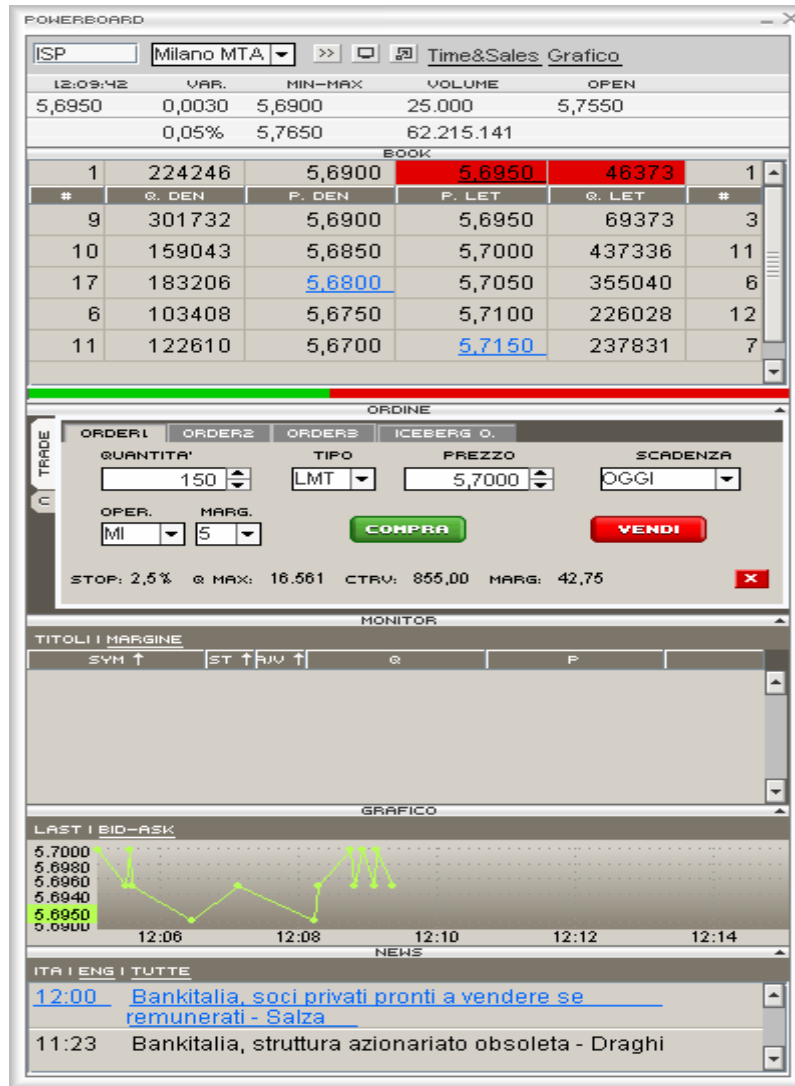 POWERBOARD
ISP Milano MTA >> Time&Sales Grafico
12:09:42 VAR. MIN-MAX VOLUME OPEN
5,6950 0,0030 5,6900 25.000 5,7550
0,05% 5,7650 62.215.141
BOOK
1 224246 5,6900 5,6950 46373 1
# Q. DEN P. DEN P. LET Q. LET #
9 301732 5,6900 5,6950 69373 3
10 159043 5,6850 5,7000 437336 11
17 183206 5,6800 5,7050 355040 6
6 103408 5,6750 5,7100 226028 12
11 122610 5,6700 5,7150 237831 7
ORDINE
TRADE
C
ORDER1 ORDER2 ORDER3 ICEBERG O.
QUANTITA' TIPO PREZZO SCADENZA
150 LMT 5,7000 OGGI
OPER. MARG.
MI 5 COMPRA VENDI
STOP: 2,5% Q MAX: 16.561 CTRV: 855,00 MARG: 42,75
MONITOR
TITOLI | MARGINE
SYM ↑ ST ↑ A/V ↑ Q P
GRAFICO
LAST | BID-ASK
5.7000
5.6980
5.6960
5.6940
5.6950
5.6900
12:06 12:08 12:10 12:12 12:14
NEWS
ITA | ENG | TUTTE
12:00 Bankitalia, soci privati pronti a vendere se
remunerati - Salza
11:23 Bankitalia, struttura azionariato obsoleta - Draghi